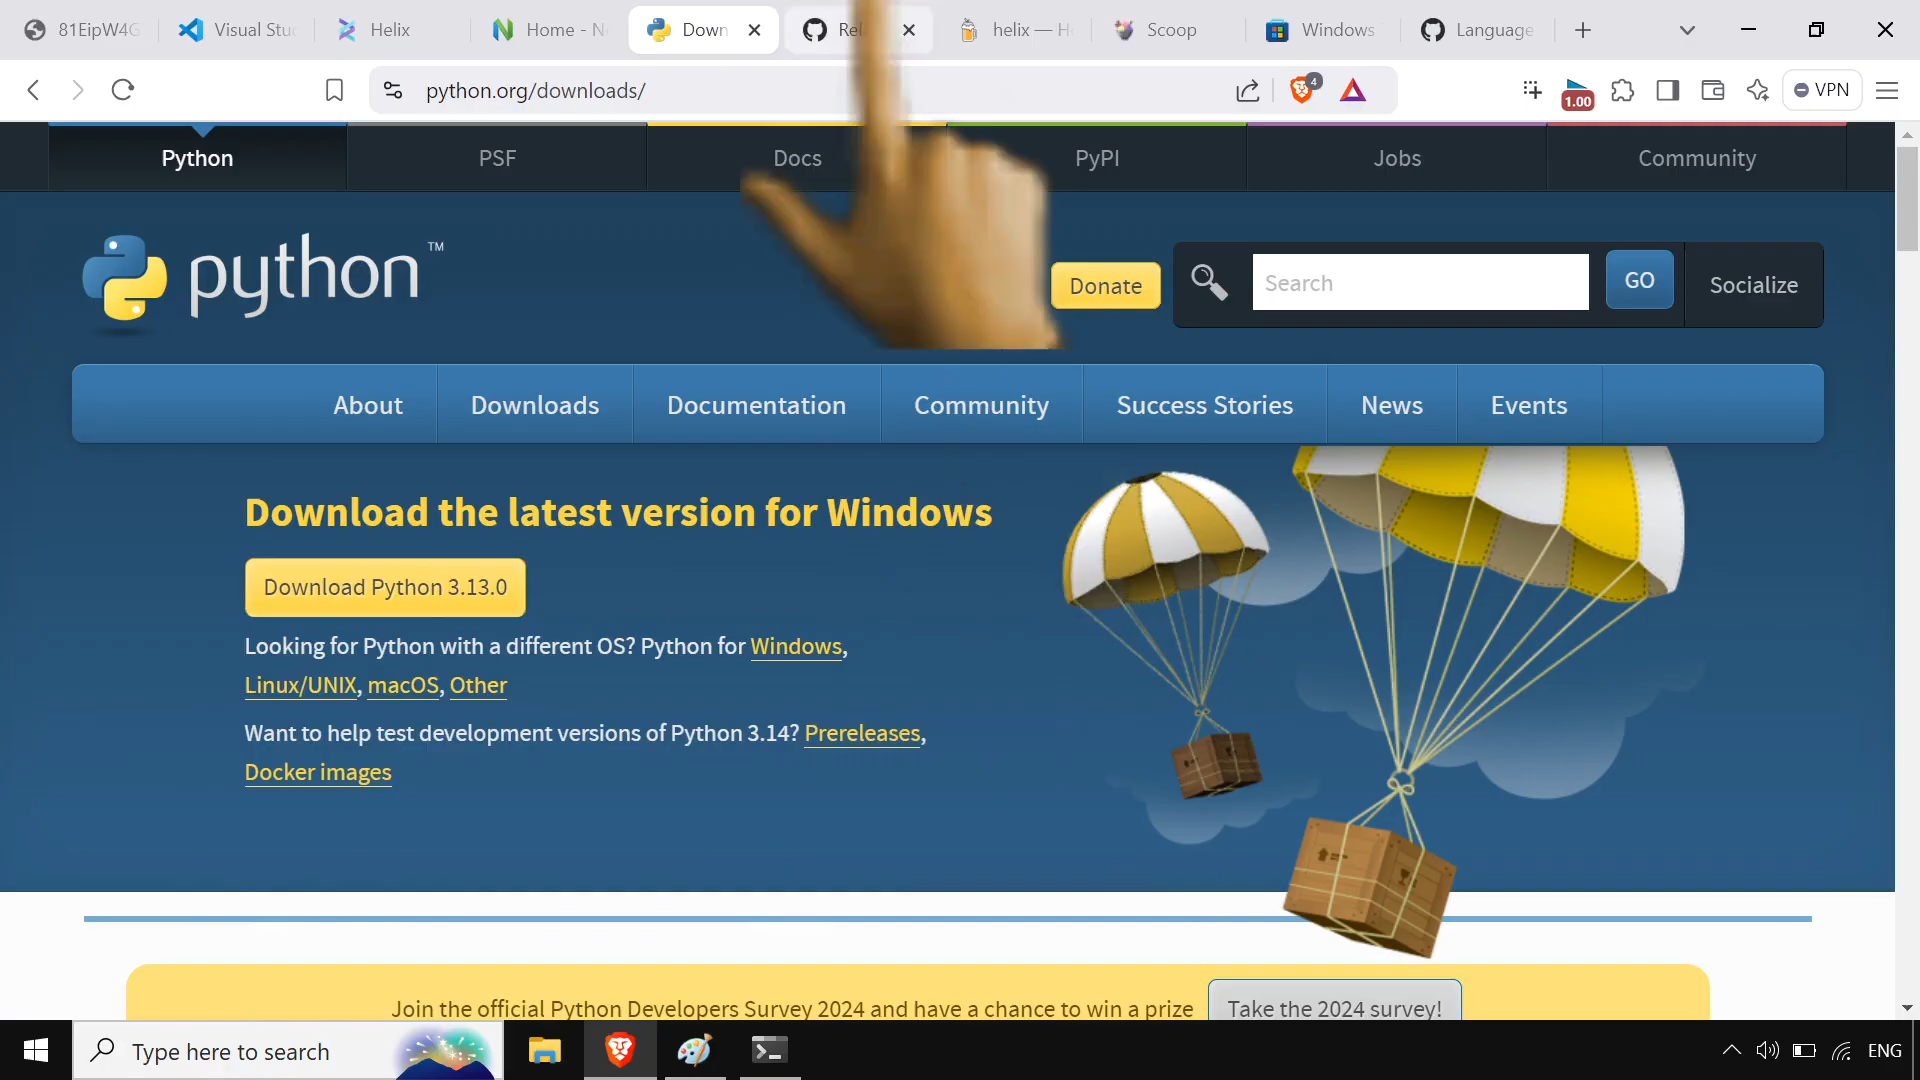 81EipW4G
Visual Stu
Helix
Home - N
Down
Rel
helix — H
Scoop
Windows
Language
python.org/downloads/
4
1.00
VPN
Python
PSF
Docs
PyPI
Jobs
Community
python™
Donate
Search
GO
Socialize
About
Downloads
Documentation
Community
Success Stories
News
Events
Download the latest version for Windows
Download Python 3.13.0
Looking for Python with a different OS? Python for Windows,
Linux/UNIX, macOS, Other
Want to help test development versions of Python 3.14? Prereleases,
Docker images
Join the official Python Developers Survey 2024 and have a chance to win a prize
Take the 2024 survey!
Type here to search
ENG